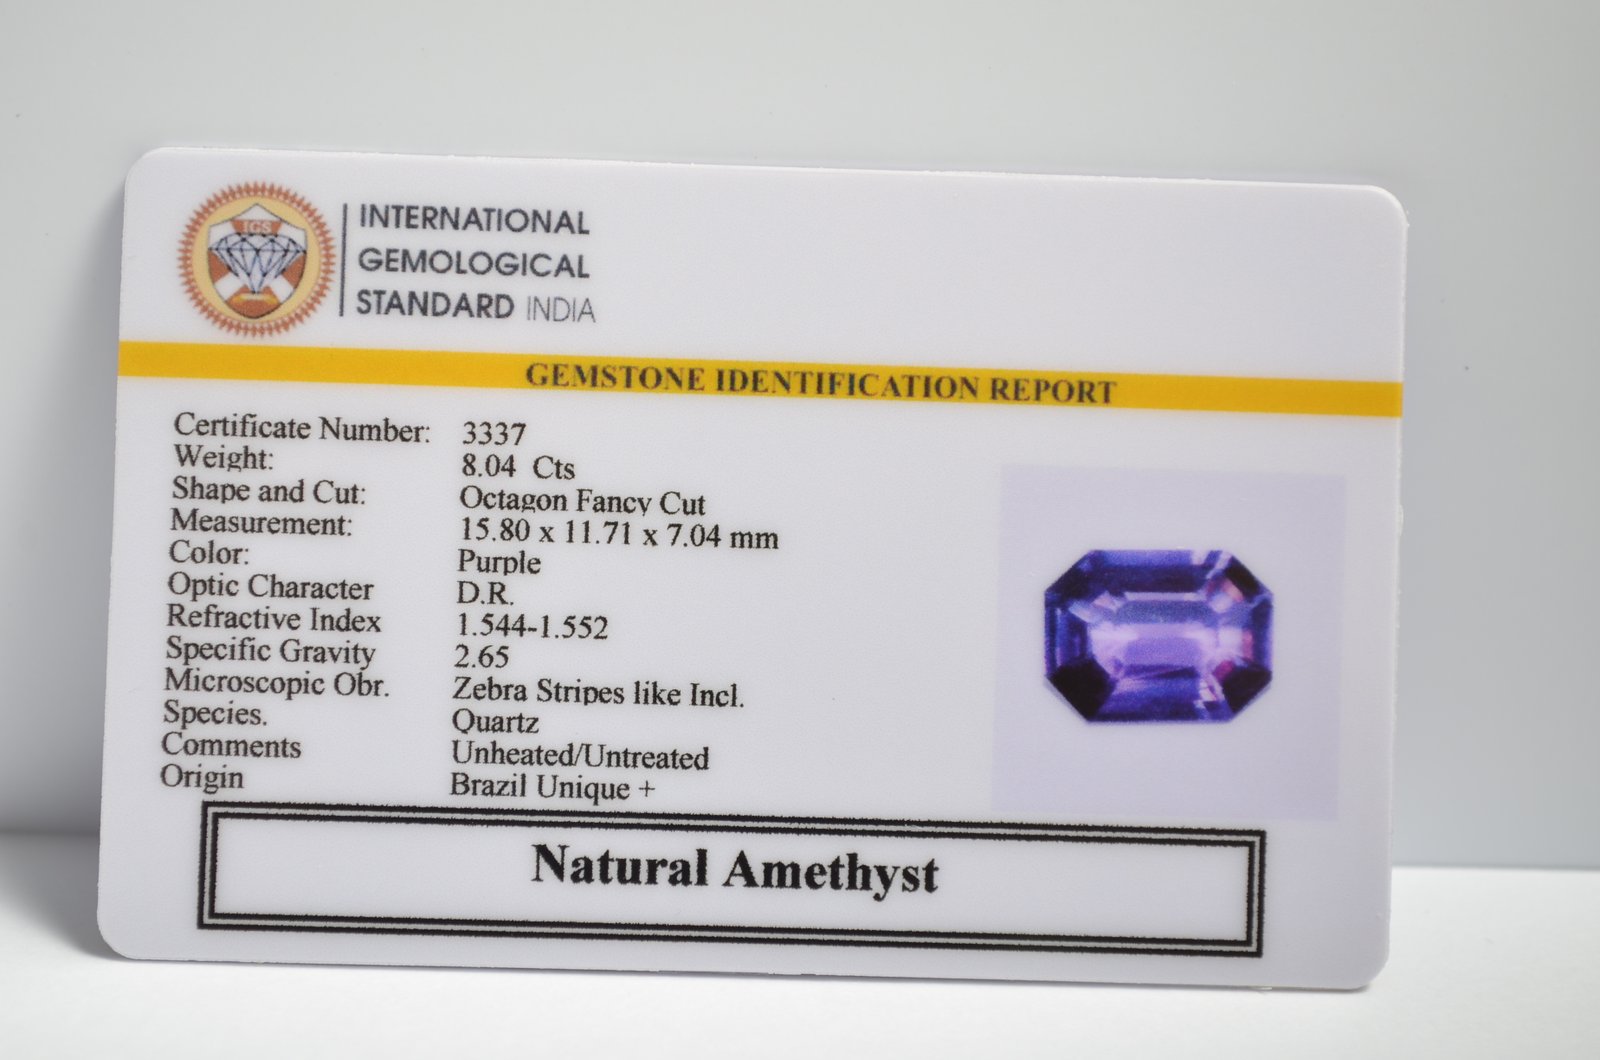 IGS
INTERNATIONAL
GEMOLOGICAL
STANDARD INDIA
GEMSTONE IDENTIFICATION REPORT
Certificate Number: 3337
Weight: 8.04 Cts
Shape and Cut: Octagon Fancy Cut
Measurement: 15.80 x 11.71 x 7.04 mm
Color: Purple
Optic Character D.R.
Refractive Index 1.544-1.552
Specific Gravity 2.65
Microscopic Obr. Zebra Stripes like Incl.
Species. Quartz
Comments Unheated/Untreated
Origin Brazil Unique +
Natural Amethyst